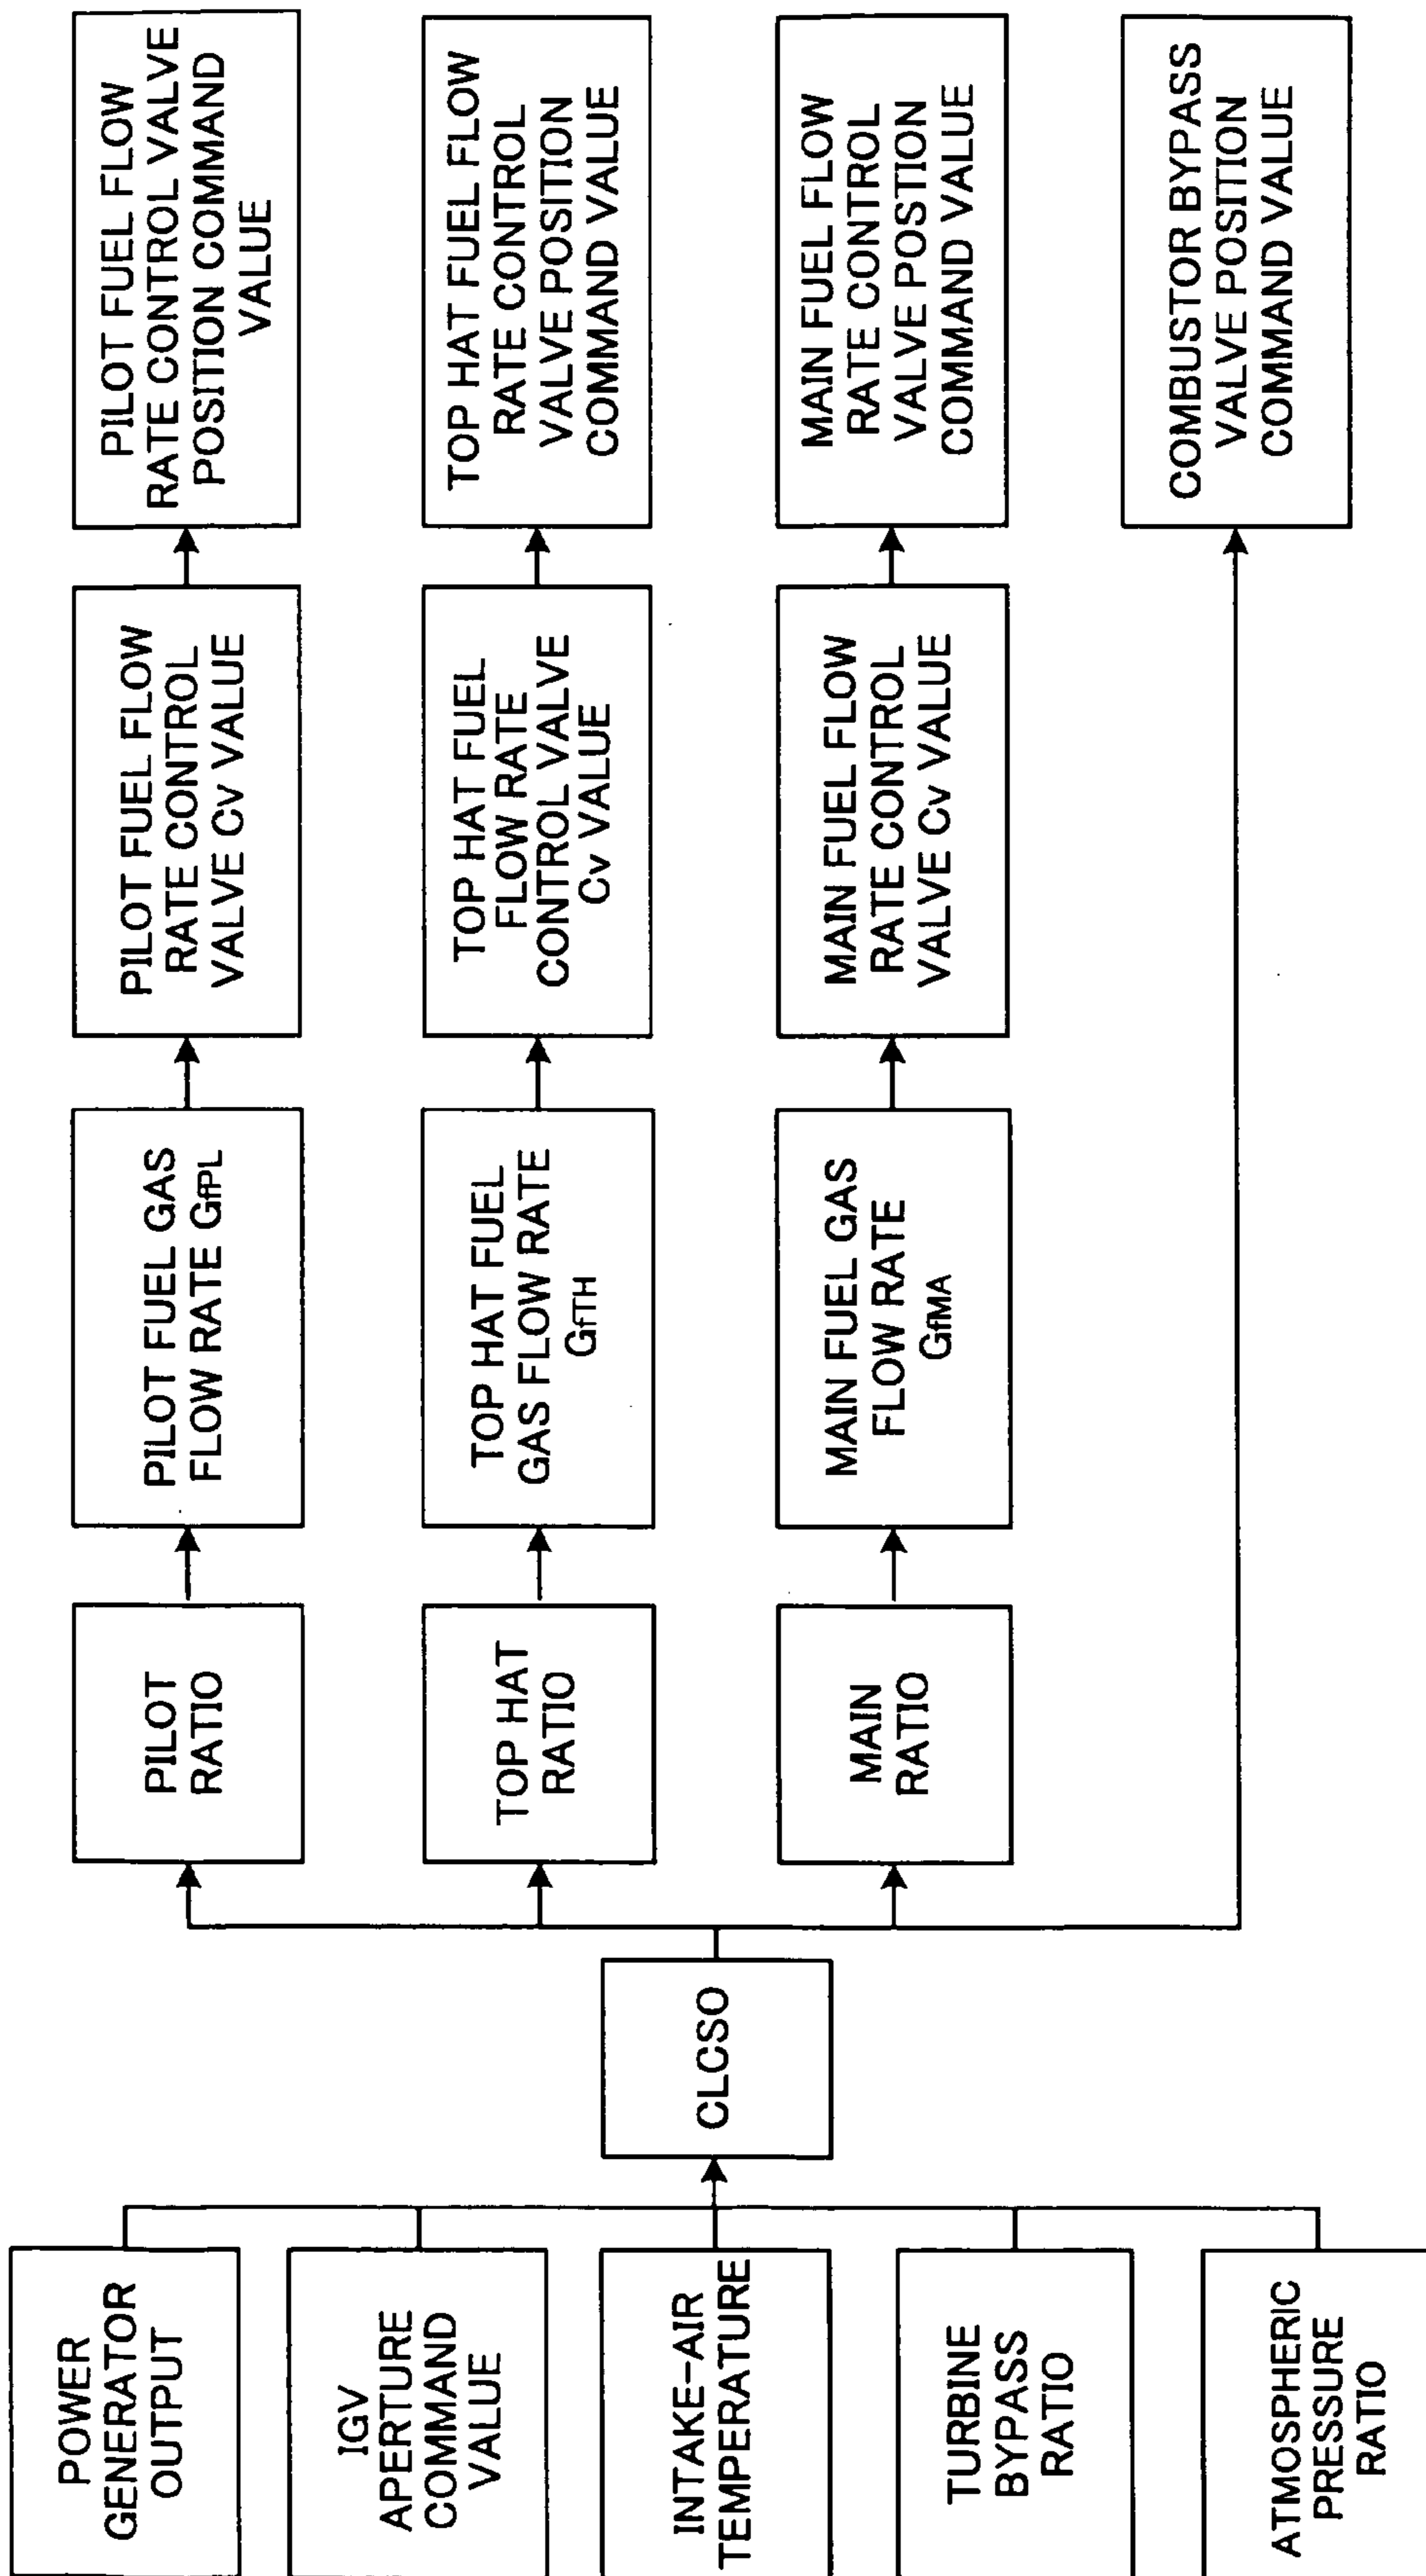 POWER
GENERATOR
OUTPUT
IGV
APERTURE
COMMAND
VALUE
INTAKE-AIR
TEMPERATURE
TURBINE
BYPASS
RATIO
ATMOSPHERIC
PRESSURE
RATIO
CLCSO
PILOT
RATIO
PILOT FUEL GAS
FLOW RATE GfPL
PILOT FUEL FLOW
RATE CONTROL
VALVE Cv VALUE
PILOT FUEL FLOW
RATE CONTROL VALVE
POSITION COMMAND
VALUE
TOP HAT
RATIO
TOP HAT FUEL
GAS FLOW RATE
GfTH
TOP HAT FUEL
FLOW RATE
CONTROL VALVE
Cv VALUE
TOP HAT FUEL FLOW
RATE CONTROL
VALVE POSITION
COMMAND VALUE
MAIN
RATIO
MAIN FUEL GAS
FLOW RATE
GfMA
MAIN FUEL FLOW
RATE CONTROL
VALVE Cv VALUE
MAIN FUEL FLOW
RATE CONTROL
VALVE POSTION
COMMAND VALUE
COMBUSTOR BYPASS
VALVE POSITION
COMMAND VALUE